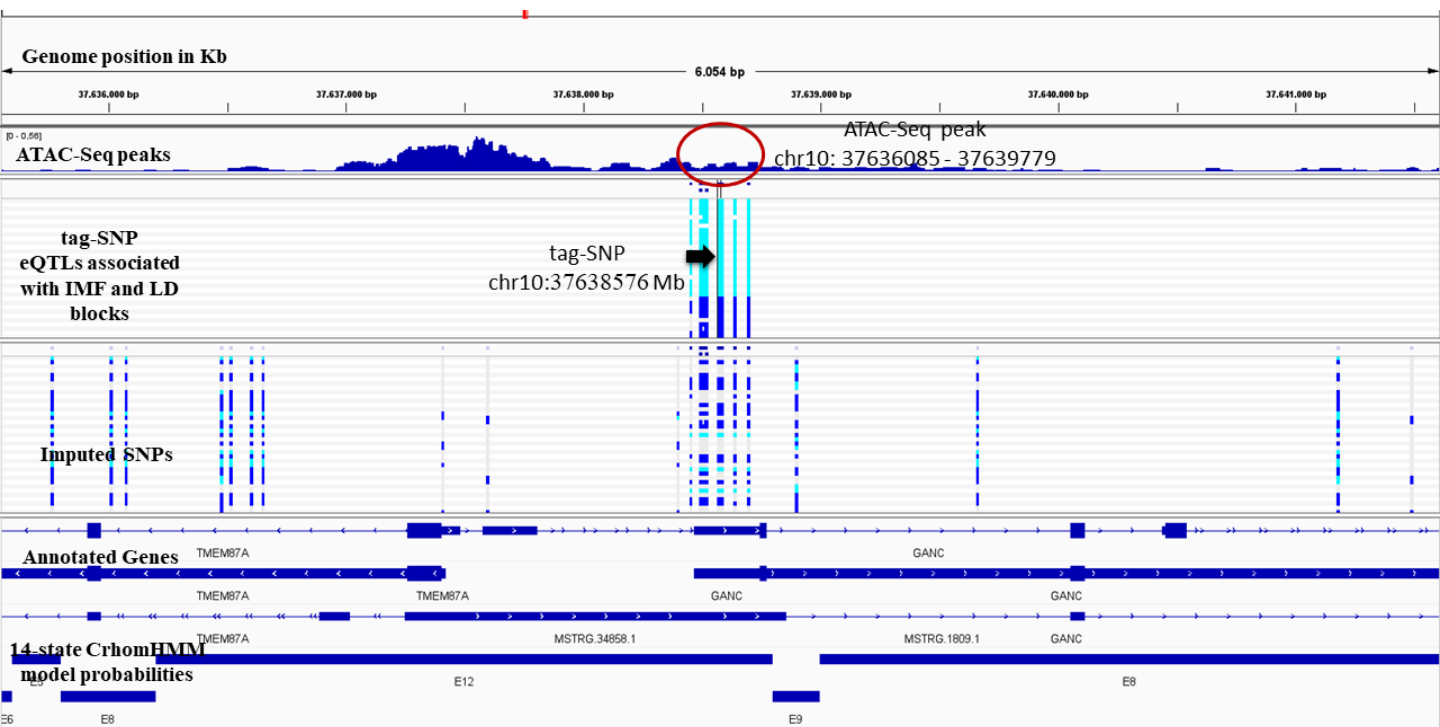 Genome position in Kb
6.054 bp
37.636.000 bp 37.637.000 bp 37.638.000 bp 37.639.000 bp 37.640.000 bp 37.641.000 bp
[0 - 0,56]
ATAC-Seq peaks
ATAC-Seq peak
chr10: 37636085 - 37639779
tag-SNP
eQTLs associated
with IMF and LD
blocks
tag-SNP
chr10:37638576 Mb
Imputed SNPs
TMEM87A GANC
Annotated Genes
TMEM87A TMEM87A GANC GANC
TMEM87A MSTRG.34858.1 MSTRG.1809.1 GANC
14-state CrhomHMM
model probabilities
E5 E12 E8
E6 E8 E9